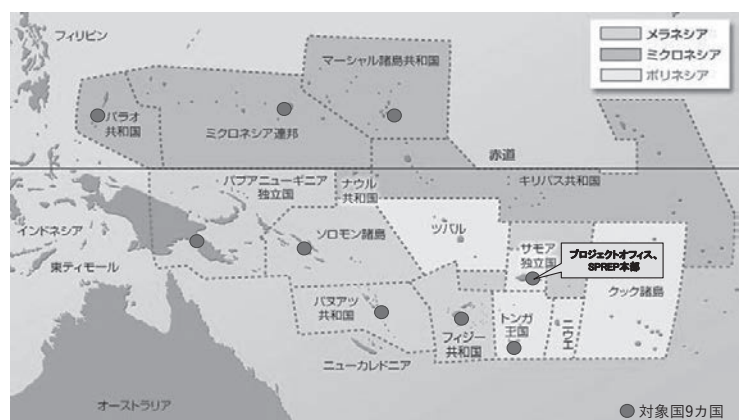 フィリピン
メラネシア
ミクロネシア
ポリネシア
マーシャル諸島共和国
パラオ
共和国
ミクロネシア連邦
赤道
パプアニューギニア
独立国
ナウル
共和国
キリバス共和国
インドネシア
ソロモン諸島
ツバル
サモア
独立国
プロジェクトオフィス、
SPREP本部
東ティモール
クック諸島
バヌアツ
共和国
フィジー
共和国
トンガ
王国
ニウエ
ニューカレドニア
オーストラリア
対象国9カ国